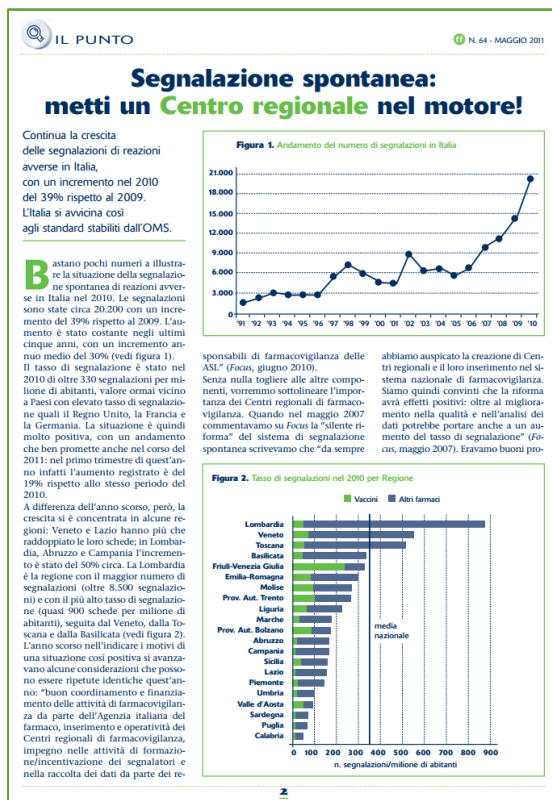 IL PUNTO
ff N. 64 - MAGGIO 2011
Segnalazione spontanea:
metti un Centro regionale nel motore!
Continua la crescita
delle segnalazioni di reazioni
avverse in Italia,
con un incremento nel 2010
del 39% rispetto al 2009.
L'Italia si avvicina così
agli standard stabiliti dall'OMS.
Bastano pochi numeri a illustra-
re la situazione della segnalazio-
ne spontanea di reazioni avver-
se in Italia nel 2010. Le segnalazioni
sono state circa 20.200 con un incre-
mento del 39% rispetto al 2009. L'au-
mento è stato costante negli ultimi
cinque anni, con un incremento an-
nuo medio del 30% (vedi figura 1).
Il tasso di segnalazione è stato nel
2010 di oltre 330 segnalazioni per mi-
lione di abitanti, valore ormai vicino
a Paesi con elevato tasso di segnalazio-
ne quali il Regno Unito, la Francia e
la Germania. La situazione è quindi
molto positiva, con un andamento
che ben promette anche nel corso del
2011: nel primo trimestre di quest'an-
no infatti l'aumento registrato è del
19% rispetto allo stesso periodo del
2010.
A differenza dell'anno scorso, però, la
crescita si è concentrata in alcune re-
gioni: Veneto e Lazio hanno più che
raddoppiato le loro schede; in Lombar-
dia, Abruzzo e Campania l'incremen-
to è stato del 50% circa. La Lombardia
è la regione con il maggior numero di
segnalazioni (oltre 8.500 segnalazio-
ni) e con il più alto tasso di segnalazio-
ne (quasi 900 schede per milione di
abitanti), seguita dal Veneto, dalla To-
scana e dalla Basilicata (vedi figura 2).
L'anno scorso nell'indicare i motivi di
una situazione così positiva si avanza-
vano alcune considerazioni che posso-
no essere ripetute identiche quest'an-
no: "buon coordinamento e finanzia-
mento delle attività di farmacovigilan-
za da parte dell'Agenzia italiana del
farmaco, inserimento e operatività dei
Centri regionali di farmacovigilanza,
impegno nelle attività di formazio-
ne/incentivazione dei segnalatori e
nella raccolta dei dati da parte dei re-
Figura 1. Andamento del numero di segnalazioni in Italia
21.000
18.000
15.000
12.000
9.000
6.000
3.000
0
'91 '92 '93 '94 '95 '96 '97 '98 '99 '00 '01 '02 '03 '04 '05 '06 '07 '08 '09 '10
sponsabili di farmacovigilanza delle
ASL" (Focus, giugno 2010).
Senza nulla togliere alle altre compo-
nenti, vorremmo sottolineare l'impor-
tanza dei Centri regionali di farmaco-
vigilanza. Quando nel maggio 2007
commentavamo su Focus la "silente ri-
forma" del sistema di segnalazione
spontanea scrivevamo che "da sempre
abbiamo auspicato la creazione di Cen-
tri regionali e il loro inserimento nel si-
stema nazionale di farmacovigilanza.
Siamo quindi convinti che la riforma
avrà effetti positivi: oltre al migliora-
mento nella qualità e nell'analisi dei
dati potrebbe portare anche a un au-
mento del tasso di segnalazione" (Fo-
cus, maggio 2007). Eravamo buoni pro-
Figura 2. Tasso di segnalazioni nel 2010 per Regione
Vaccini Altri farmaci
Lombardia
Veneto
Toscana
Basilicata
Friuli-Venezia Giulia
Emilia-Romagna
Molise
Prov. Aut. Trento
Liguria
Marche
Prov. Aut. Bolzano
Abruzzo
Campania
Sicilia
Lazio
Piemonte
Umbria
Valle d'Aosta
Sardegna
Puglia
Calabria
media
nazionale
0 100 200 300 400 500 600 700 800 900
n. segnalazioni/milione di abitanti
2